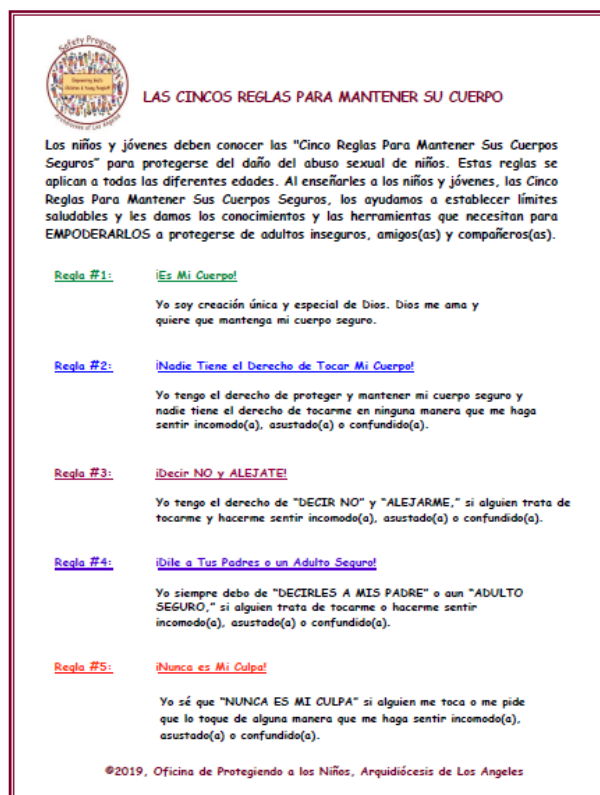 Safety Program
Empowering God's
Children & Young People®
Archdiocese of Los Angeles
LAS CINCOS REGLAS PARA MANTENER SU CUERPO
Los niños y jóvenes deben conocer las "Cinco Reglas Para Mantener Sus Cuerpos
Seguros" para protegerse del daño del abuso sexual de niños. Estas reglas se
aplican a todas las diferentes edades. Al enseñarles a los niños y jóvenes, las Cinco
Reglas Para Mantener Sus Cuerpos Seguros, los ayudamos a establecer límites
saludables y les damos los conocimientos y las herramientas que necesitan para
EMPODERARLOS a protegerse de adultos inseguros, amigos(as) y compañeros(as).
Regla #1: ¡Es Mi Cuerpo!
Yo soy creación única y especial de Dios. Dios me ama y
quiere que mantenga mi cuerpo seguro.
Regla #2: ¡Nadie Tiene el Derecho de Tocar Mi Cuerpo!
Yo tengo el derecho de proteger y mantener mi cuerpo seguro y
nadie tiene el derecho de tocarme en ninguna manera que me haga
sentir incomodo(a), asustado(a) o confundido(a).
Regla #3: ¡Decir NO y ALEJATE!
Yo tengo el derecho de "DECIR NO" y "ALEJARME," si alguien trata de
tocarme y hacerme sentir incomodo(a), asustado(a) o confundido(a).
Regla #4: ¡Dile a Tus Padres o un Adulto Seguro!
Yo siempre debo de "DECIRLES A MIS PADRE" o aun "ADULTO
SEGURO," si alguien trata de tocarme o hacerme sentir
incomodo(a), asustado(a) o confundido(a).
Regla #5: ¡Nunca es Mi Culpa!
Yo sé que "NUNCA ES MI CULPA" si alguien me toca o me pide
que lo toque de alguna manera que me haga sentir incomodo(a),
asustado(a) o confundido(a).
©2019, Oficina de Protegiendo a los Niños, Arquidiócesis de Los Angeles